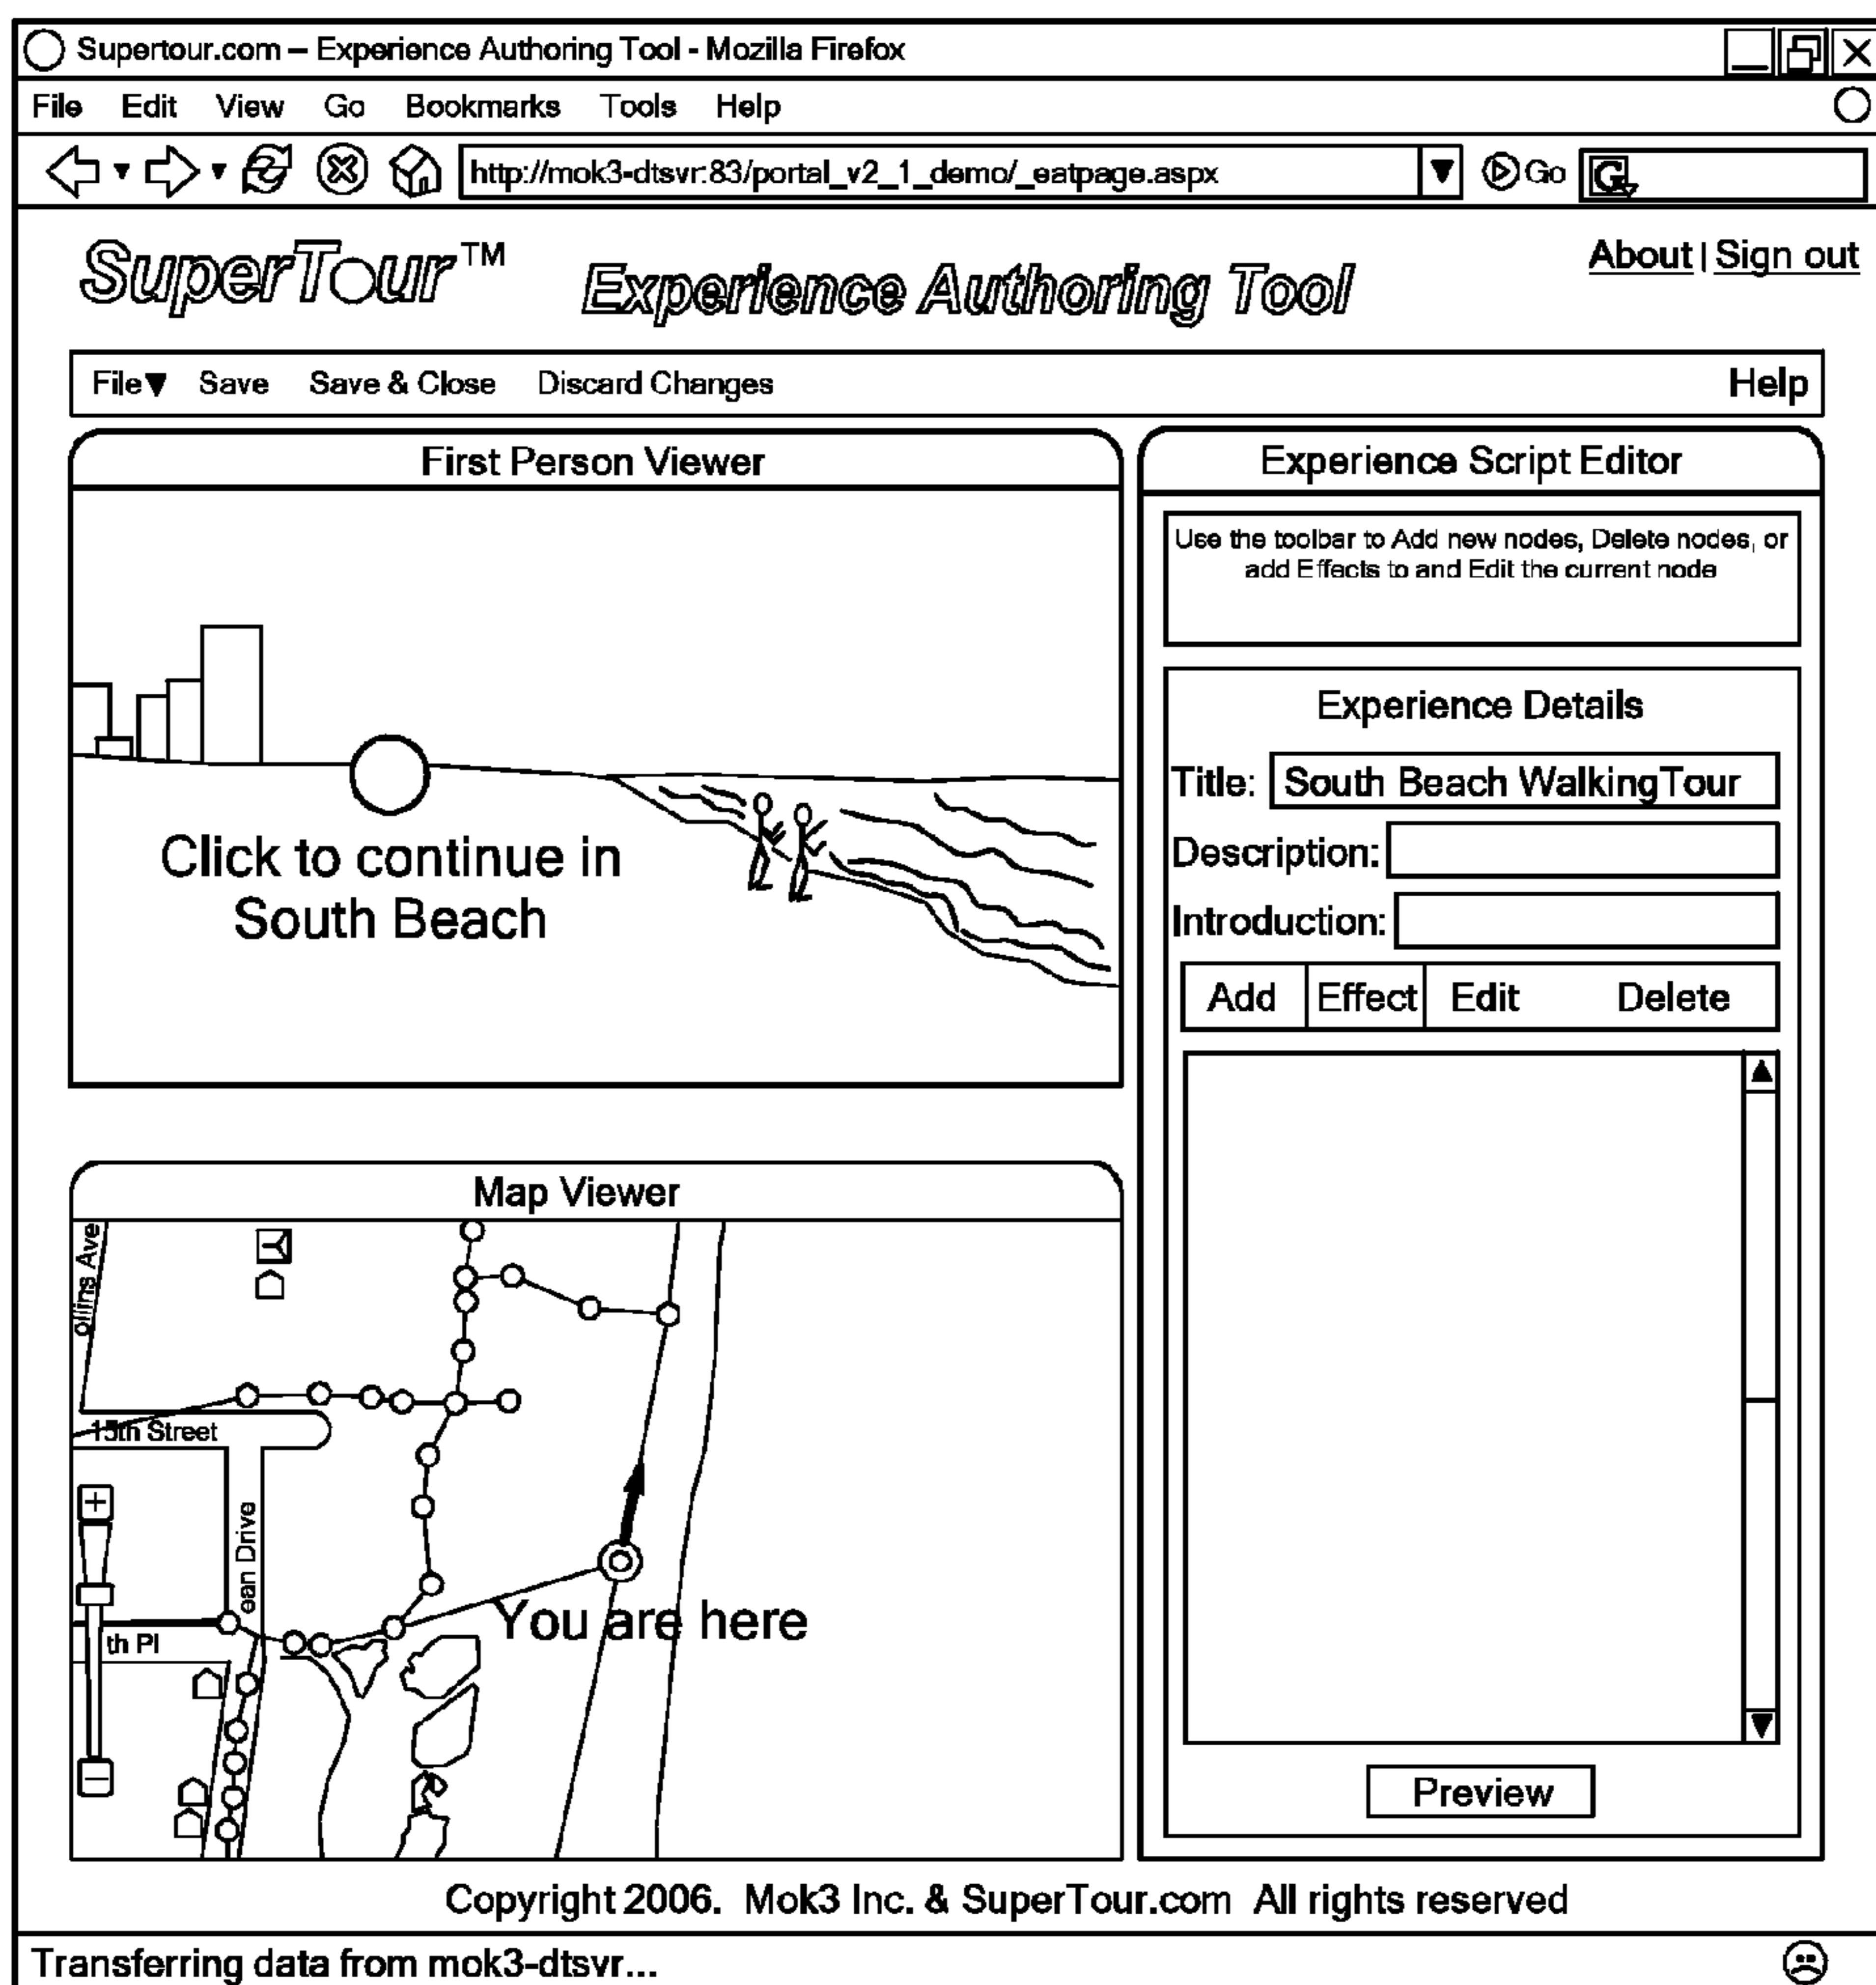 Supertour.com – Experience Authoring Tool - Mozilla Firefox
File Edit View Go Bookmarks Tools Help
http://mok3-dtsvr:83/portal_v2_1_demo/_eatpage.aspx
Go
G
SuperTour™ Experience Authoring Tool
About | Sign out
File▼ Save Save & Close Discard Changes
Help
First Person Viewer
Click to continue in
South Beach
Map Viewer
ollins Ave
15th Street
ean Drive
th Pl
You are here
Experience Script Editor
Use the toolbar to Add new nodes, Delete nodes, or
add Effects to and Edit the current node
Experience Details
Title: South Beach WalkingTour
Description:
Introduction:
Add Effect Edit Delete
Preview
Copyright 2006. Mok3 Inc. & SuperTour.com All rights reserved
Transferring data from mok3-dtsvr...